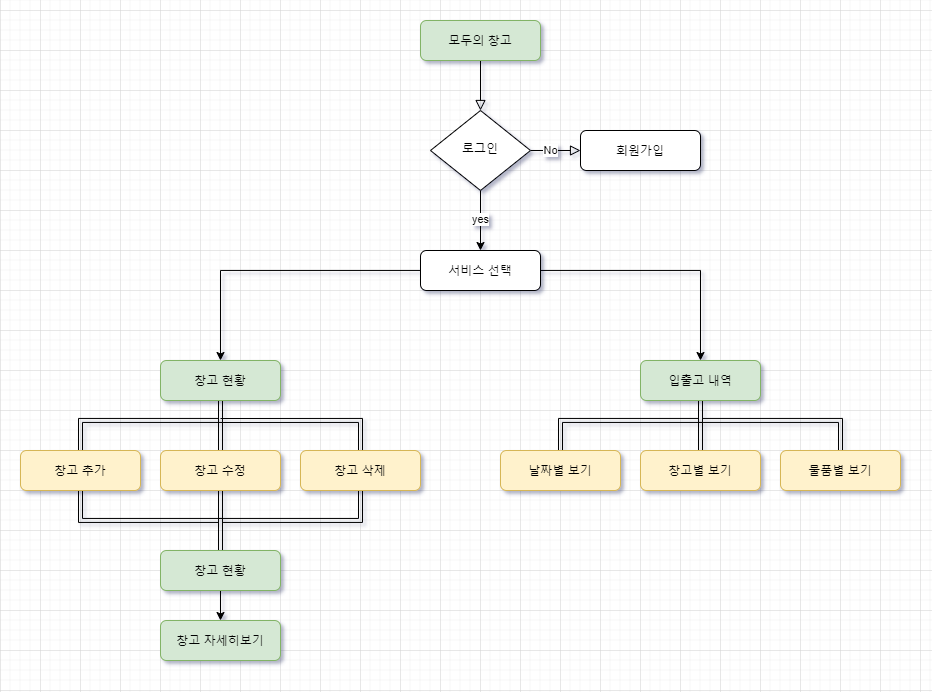 모두의 창고
로그인
No
회원가입
yes
서비스 선택
창고 현황
입출고 내역
창고 추가
창고 수정
창고 삭제
날짜별 보기
창고별 보기
물품별 보기
창고 현황
창고 자세히보기